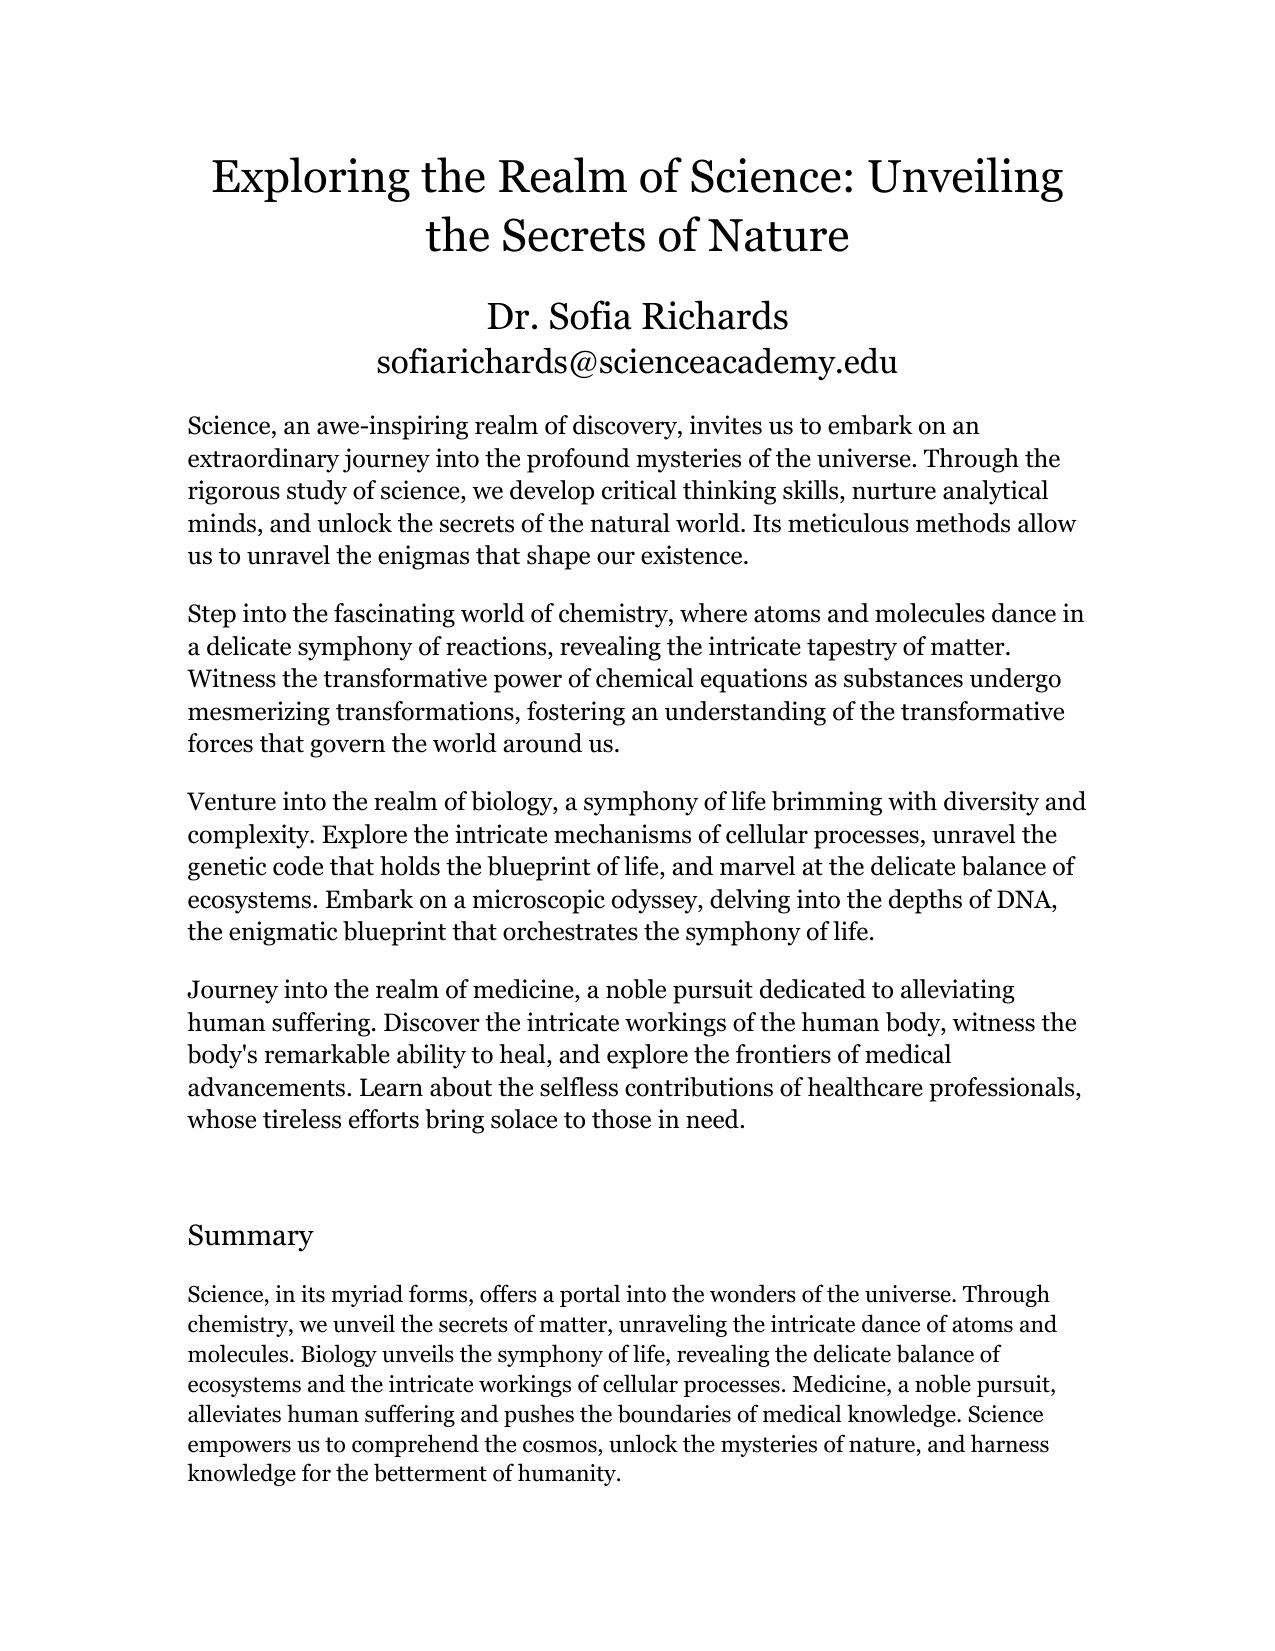 Exploring the Realm of Science: Unveiling
the Secrets of Nature
Dr. Sofia Richards
sofiarichards@scienceacademy.edu
Science, an awe-inspiring realm of discovery, invites us to embark on an
extraordinary journey into the profound mysteries of the universe. Through the
rigorous study of science, we develop critical thinking skills, nurture analytical
minds, and unlock the secrets of the natural world. Its meticulous methods allow
us to unravel the enigmas that shape our existence.
Step into the fascinating world of chemistry, where atoms and molecules dance in
a delicate symphony of reactions, revealing the intricate tapestry of matter.
Witness the transformative power of chemical equations as substances undergo
mesmerizing transformations, fostering an understanding of the transformative
forces that govern the world around us.
Venture into the realm of biology, a symphony of life brimming with diversity and
complexity. Explore the intricate mechanisms of cellular processes, unravel the
genetic code that holds the blueprint of life, and marvel at the delicate balance of
ecosystems. Embark on a microscopic odyssey, delving into the depths of DNA,
the enigmatic blueprint that orchestrates the symphony of life.
Journey into the realm of medicine, a noble pursuit dedicated to alleviating
human suffering. Discover the intricate workings of the human body, witness the
body's remarkable ability to heal, and explore the frontiers of medical
advancements. Learn about the selfless contributions of healthcare professionals,
whose tireless efforts bring solace to those in need.
Summary
Science, in its myriad forms, offers a portal into the wonders of the universe. Through
chemistry, we unveil the secrets of matter, unraveling the intricate dance of atoms and
molecules. Biology unveils the symphony of life, revealing the delicate balance of
ecosystems and the intricate workings of cellular processes. Medicine, a noble pursuit,
alleviates human suffering and pushes the boundaries of medical knowledge. Science
empowers us to comprehend the cosmos, unlock the mysteries of nature, and harness
knowledge for the betterment of humanity.